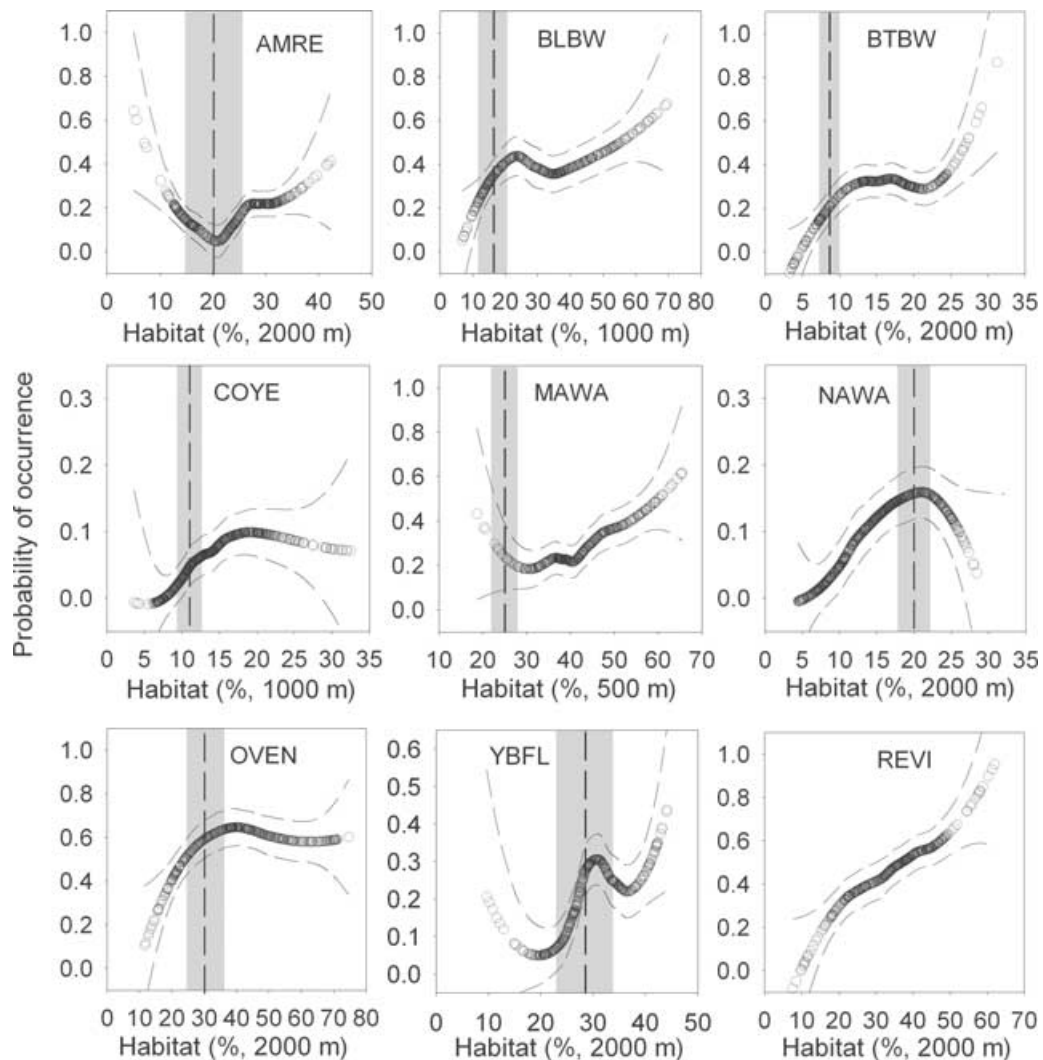 AMRE
BLBW
BTBW
1.0
0.8
0.6
0.4
0.2
0.0
1.0
0.8
0.6
0.4
0.2
0.0
1.0
0.8
0.6
0.4
0.2
0.0
0 10 20 30 40 50
0 10 20 30 40 50 60 70 80
0 5 10 15 20 25 30 35
Habitat (%, 2000 m)
Habitat (%, 1000 m)
Habitat (%, 2000 m)
Probability of occurrence
COYE
MAWA
NAWA
0.3
0.2
0.1
0.0
1.0
0.8
0.6
0.4
0.2
0.0
0.3
0.2
0.1
0.0
0 5 10 15 20 25 30 35
10 20 30 40 50 60 70
0 5 10 15 20 25 30 35
Habitat (%, 1000 m)
Habitat (%, 500 m)
Habitat (%, 2000 m)
OVEN
YBFL
REVI
1.0
0.8
0.6
0.4
0.2
0.0
0.6
0.5
0.4
0.3
0.2
0.1
0.0
1.0
0.8
0.6
0.4
0.2
0.0
0 10 20 30 40 50 60 70 80
0 10 20 30 40 50
0 10 20 30 40 50 60 70
Habitat (%, 2000 m)
Habitat (%, 2000 m)
Habitat (%, 2000 m)